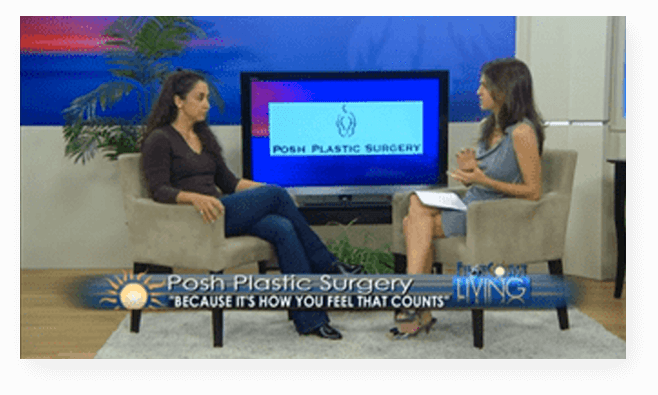 POSH PLASTIC SURGERY
Posh Plastic Surgery
"BECAUSE IT'S HOW YOU FEEL THAT COUNTS"
LIVING